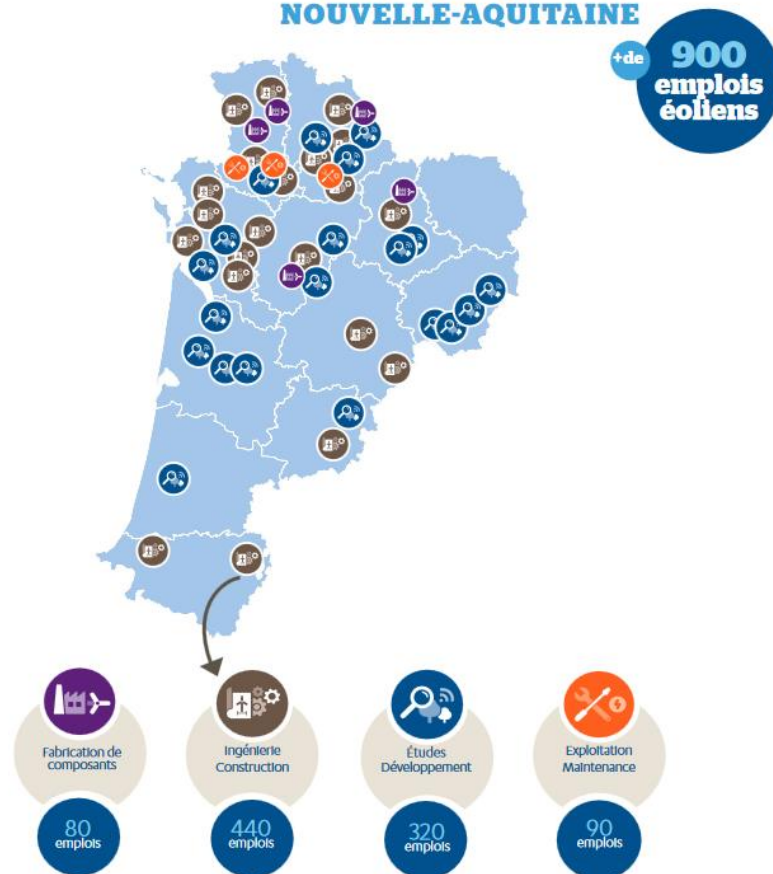 NOUVELLE-AQUITAINE
+de
900
emplois
éoliens
Fabrication de
composants
80
emplois
Ingénierie
Construction
440
emplois
Études
Développement
320
emplois
Exploitation
Maintenance
90
emplois